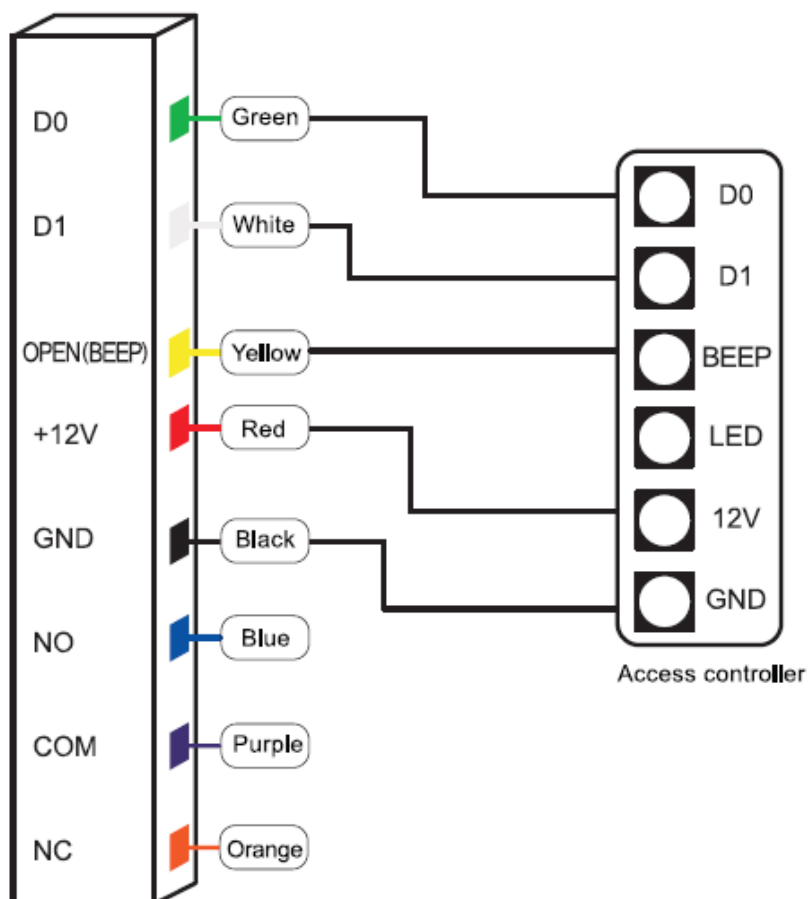 D0
Green
D1
White
OPEN(BEEP)
Yellow
+12V
Red
GND
Black
NO
Blue
COM
Purple
NC
Orange
D0
D1
BEEP
LED
12V
GND
Access controller